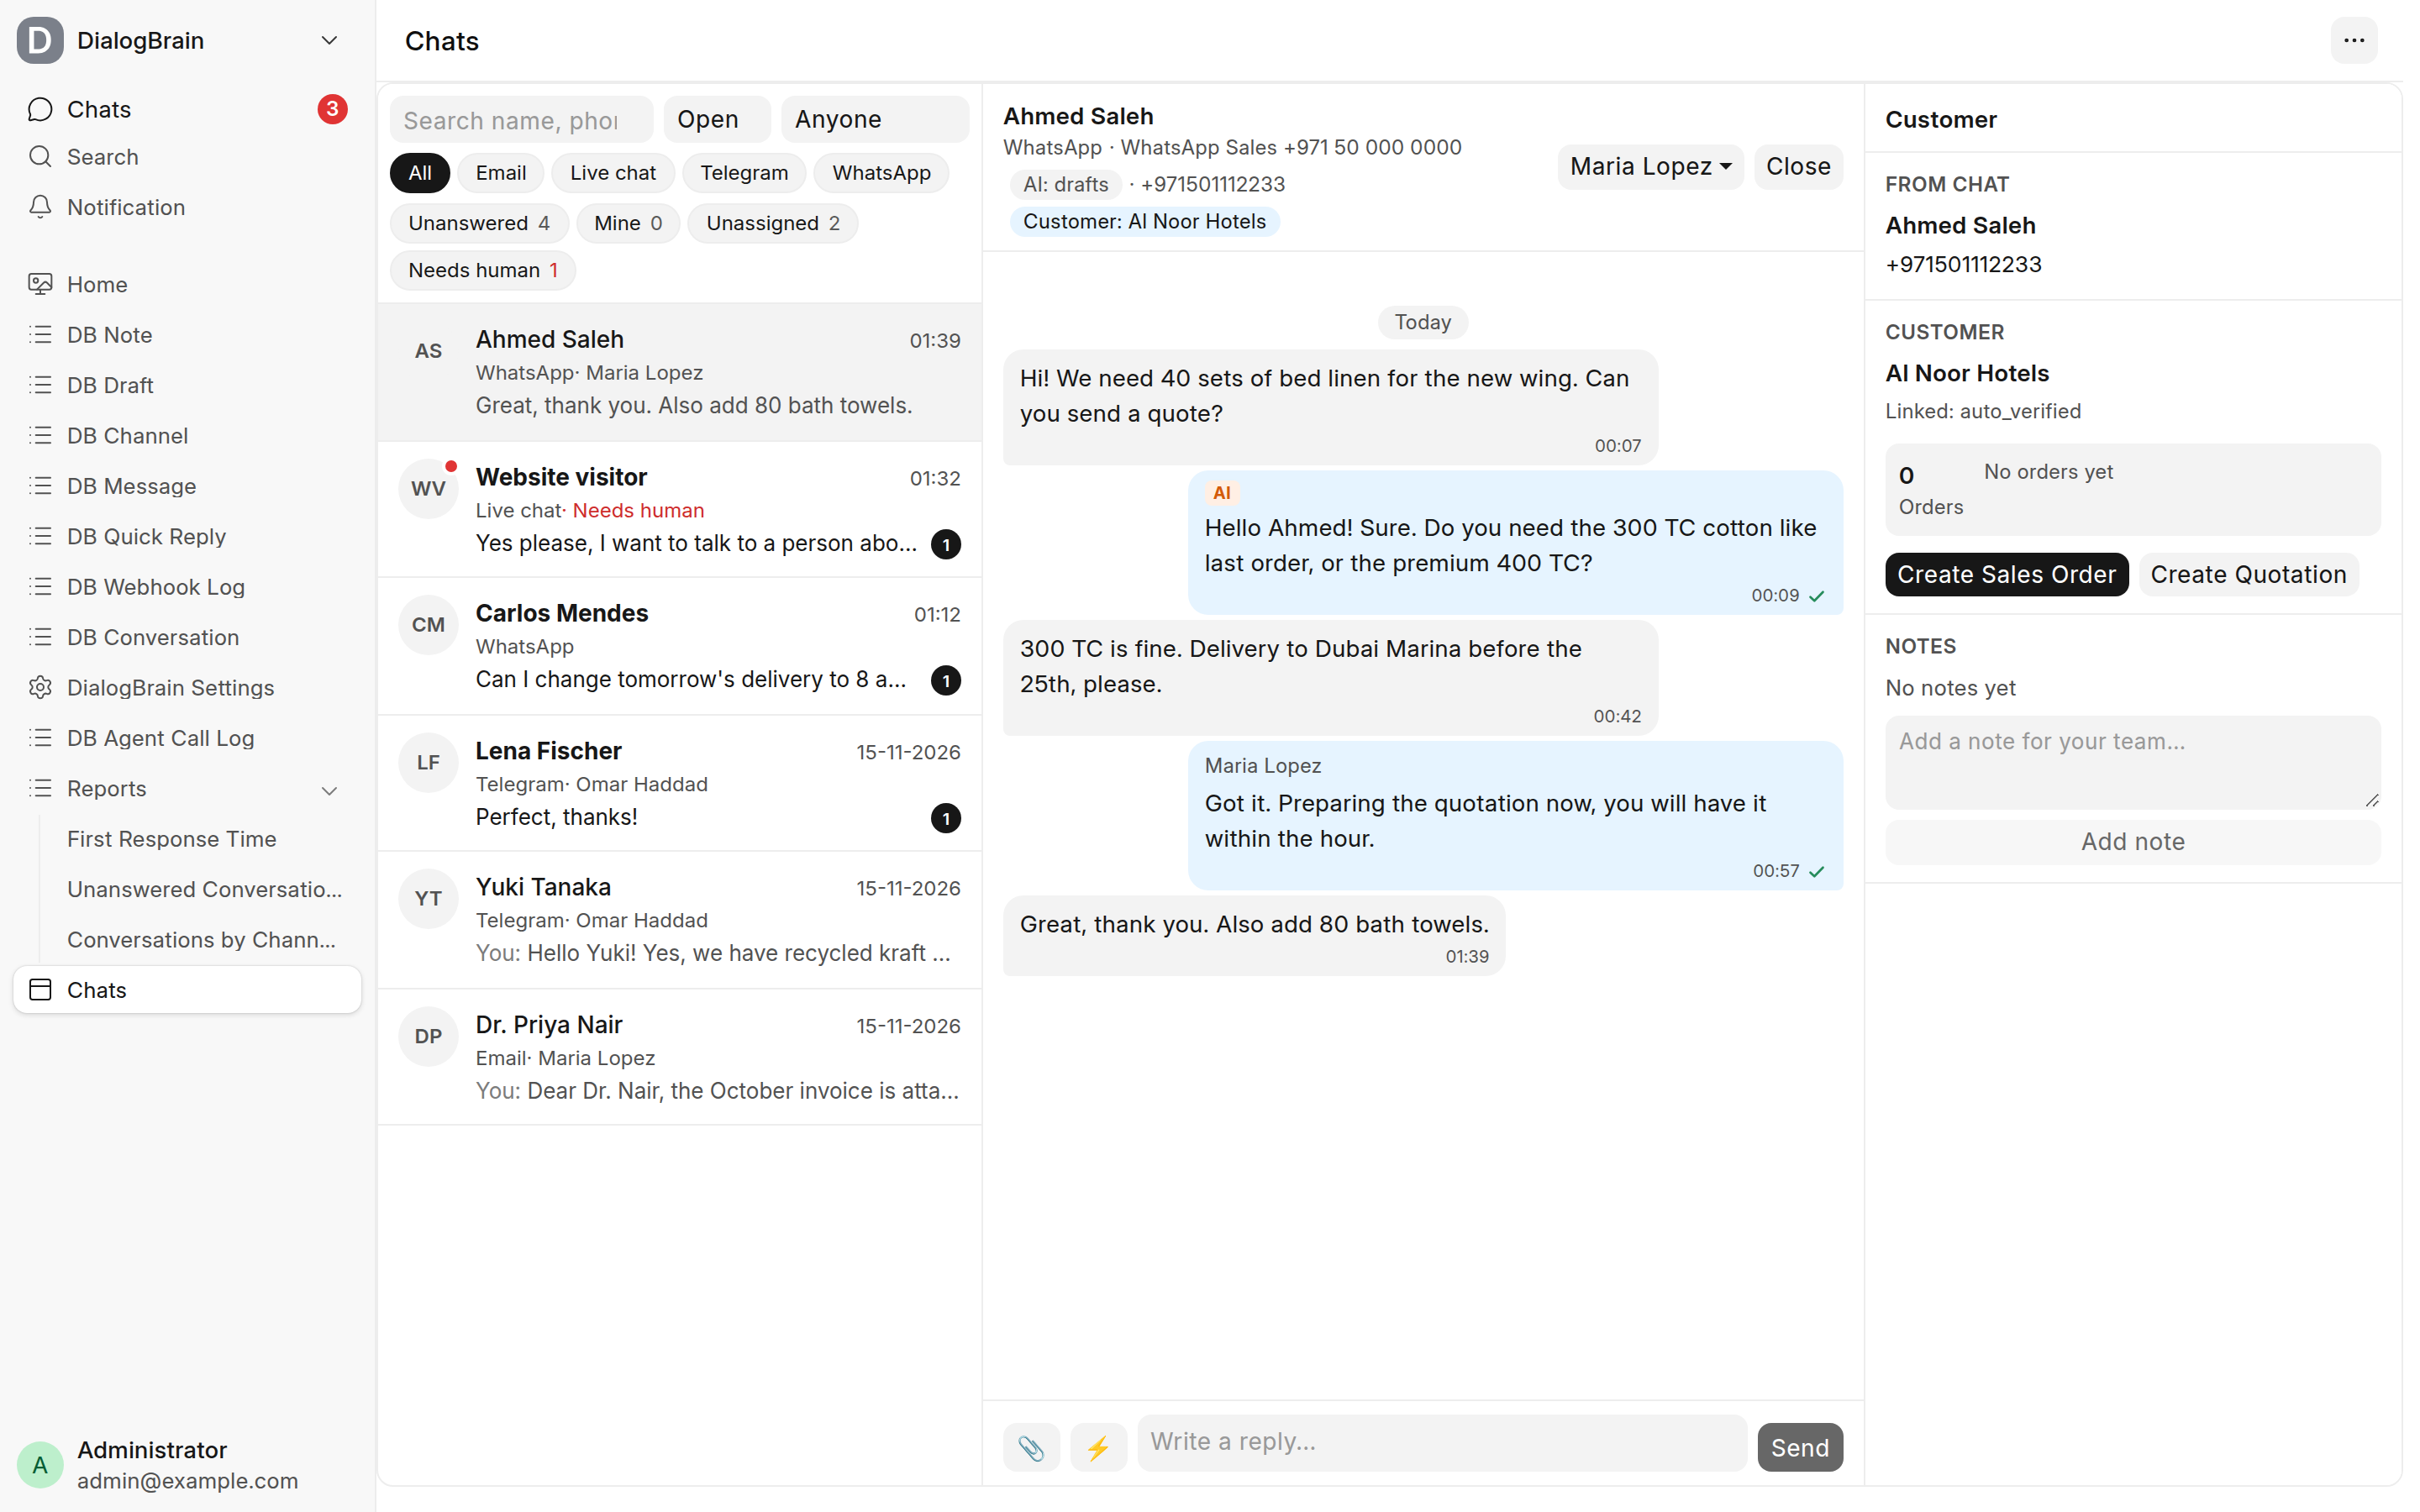 D DialogBrain
Chats 3
Search
Notification
Home
DB Note
DB Draft
DB Channel
DB Message
DB Quick Reply
DB Webhook Log
DB Conversation
DialogBrain Settings
DB Agent Call Log
Reports
First Response Time
Unanswered Conversatio...
Conversations by Chann...
Chats
A Administrator
admin@example.com
Chats
Search name, phor
Open
Anyone
All Email Live chat Telegram WhatsApp
Unanswered 4 Mine 0 Unassigned 2
Needs human 1
AS Ahmed Saleh 01:39
WhatsApp· Maria Lopez
Great, thank you. Also add 80 bath towels.
WV Website visitor 01:32
Live chat· Needs human
Yes please, I want to talk to a person abo... 1
CM Carlos Mendes 01:12
WhatsApp
Can I change tomorrow's delivery to 8 a... 1
LF Lena Fischer 15-11-2026
Telegram· Omar Haddad
Perfect, thanks! 1
YT Yuki Tanaka 15-11-2026
Telegram· Omar Haddad
You: Hello Yuki! Yes, we have recycled kraft ...
DP Dr. Priya Nair 15-11-2026
Email· Maria Lopez
You: Dear Dr. Nair, the October invoice is atta...
Ahmed Saleh
WhatsApp · WhatsApp Sales +971 50 000 0000
AI: drafts · +971501112233
Customer: Al Noor Hotels
Maria Lopez Close
Today
Hi! We need 40 sets of bed linen for the new wing. Can
you send a quote?
00:07
AI
Hello Ahmed! Sure. Do you need the 300 TC cotton like
last order, or the premium 400 TC?
00:09
300 TC is fine. Delivery to Dubai Marina before the
25th, please.
00:42
Maria Lopez
Got it. Preparing the quotation now, you will have it
within the hour.
00:57
Great, thank you. Also add 80 bath towels.
01:39
Write a reply...
Send
Customer
FROM CHAT
Ahmed Saleh
+971501112233
CUSTOMER
Al Noor Hotels
Linked: auto_verified
0 No orders yet
Orders
Create Sales Order Create Quotation
NOTES
No notes yet
Add a note for your team...
Add note